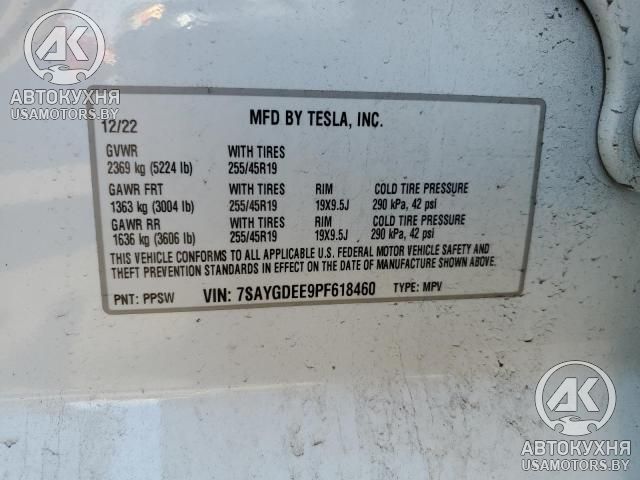 AK
АВТОКУХНЯ
USAMOTORS.BY
12/22 MFD BY TESLA, INC.
GVWR WITH TIRES
2369 kg (5224 lb) 255/45R19
GAWR FRT WITH TIRES RIM COLD TIRE PRESSURE
1363 kg (3004 lb) 255/45R19 19X9.5J 290 kPa, 42 psi
GAWR RR WITH TIRES RIM COLD TIRE PRESSURE
1636 kg (3606 lb) 255/45R19 19X9.5J 290 kPa, 42 psi
THIS VEHICLE CONFORMS TO ALL APPLICABLE U.S. FEDERAL MOTOR VEHICLE SAFETY AND
THEFT PREVENTION STANDARDS IN EFFECT ON THE DATE OF MANUFACTURE SHOWN ABOVE.
PNT: PPSW VIN: 7SAYGDEE9PF618460 TYPE: MPV
AK
АВТОКУХНЯ
USAMOTORS.BY